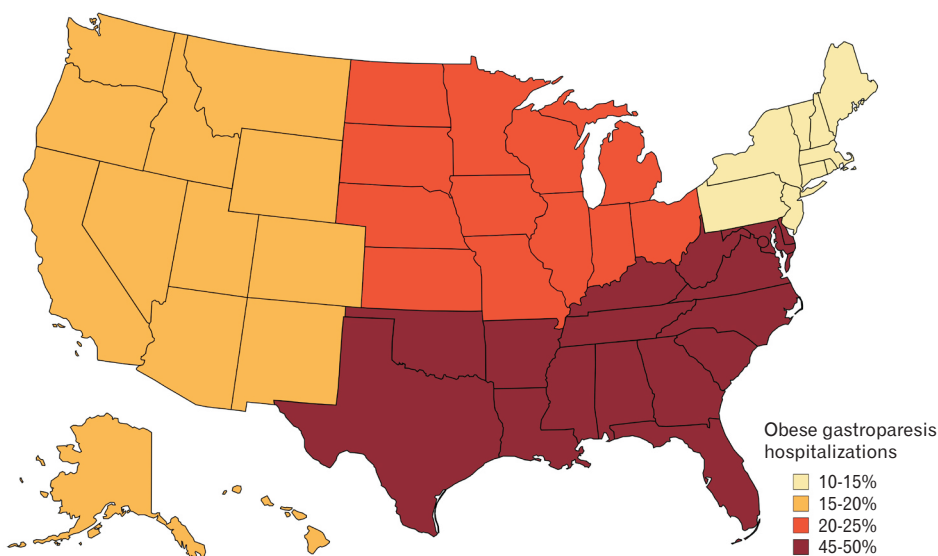 Obese gastroparesis
hospitalizations
10-15%
15-20%
20-25%
45-50%